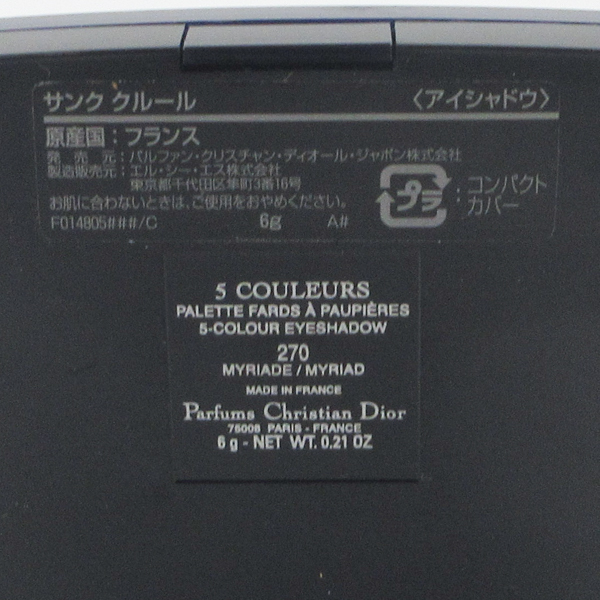 サンク クルール 〈アイシャドウ〉
原産国：フランス
発売元：パルファン・クリスチャン・ディオール・ジャポン株式会社
製造販売元：エル・シー・エス株式会社
東京都千代田区隼町3番16号
お肌に合わないときは、ご使用をおやめください。
F014805###/C 6g A#
プラ ：コンパクト
カバー
5 COULEURS
PALETTE FARDS À PAUPIÈRES
5-COLOUR EYESHADOW
270
MYRIADE / MYRIAD
MADE IN FRANCE
Parfums Christian Dior
75008 PARIS - FRANCE
6 g - NET WT. 0.21 OZ